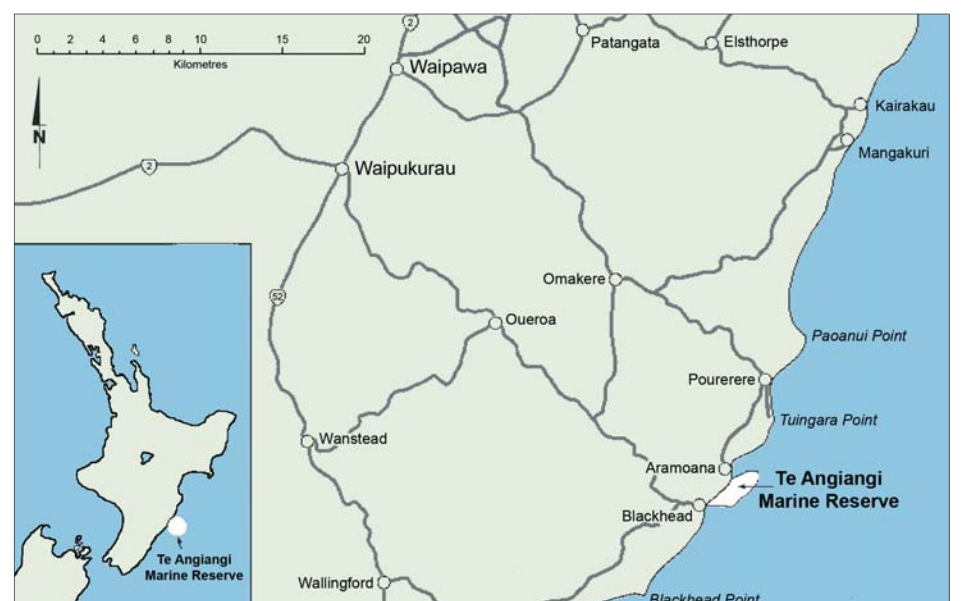 2
0 2 4 6 8 10 15 20
Kilometres
Patangata
Elsthorpe
Waipawa
Kairakau
N
Mangakuri
2
Waipukurau
Omakere
52
Oueroa
Paoanui Point
Pourerere
Tuingara Point
Wanstead
Aramoana
Te Angiangi
Marine Reserve
Blackhead
Te Angiangi
Marine Reserve
Wallingford
Blackhead Point